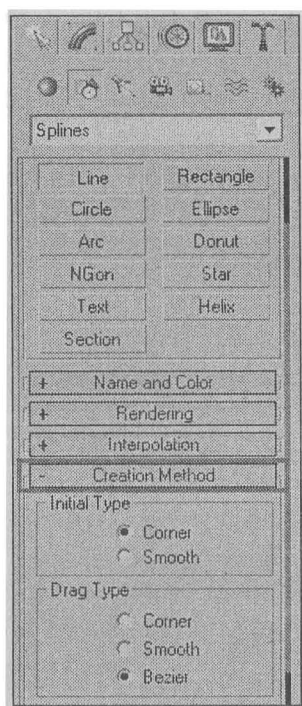 Splines
Line Rectangle
Circle Ellipse
Arc Donut
NGon Star
Text Helix
Section
+ Name and Color
+ Rendering
+ Interpolation
- Creation Method
Initial Type
Corner
Smooth
Drag Type
Corner
Smooth
Bezier